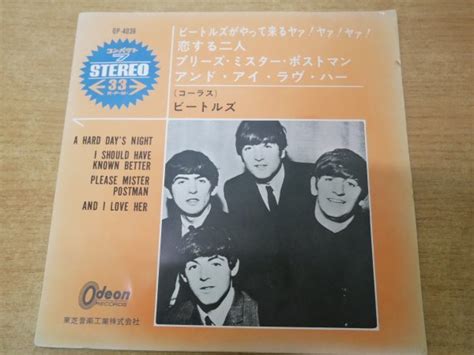 OP-4036
コンパクト
STEREO
33
ビートルズがやって来るヤァ!ヤァ!ヤァ!
恋する二人
プリーズ・ミスター・ポストマン
アンド・アイ・ラヴ・ハー
(コーラス)
ビートルズ
A HARD DAY'S NIGHT
I SHOULD HAVE
KNOWN BETTER
PLEASE MISTER
POSTMAN
AND I LOVE HER
Odeon
RECORDS
東芝音楽工業株式会社